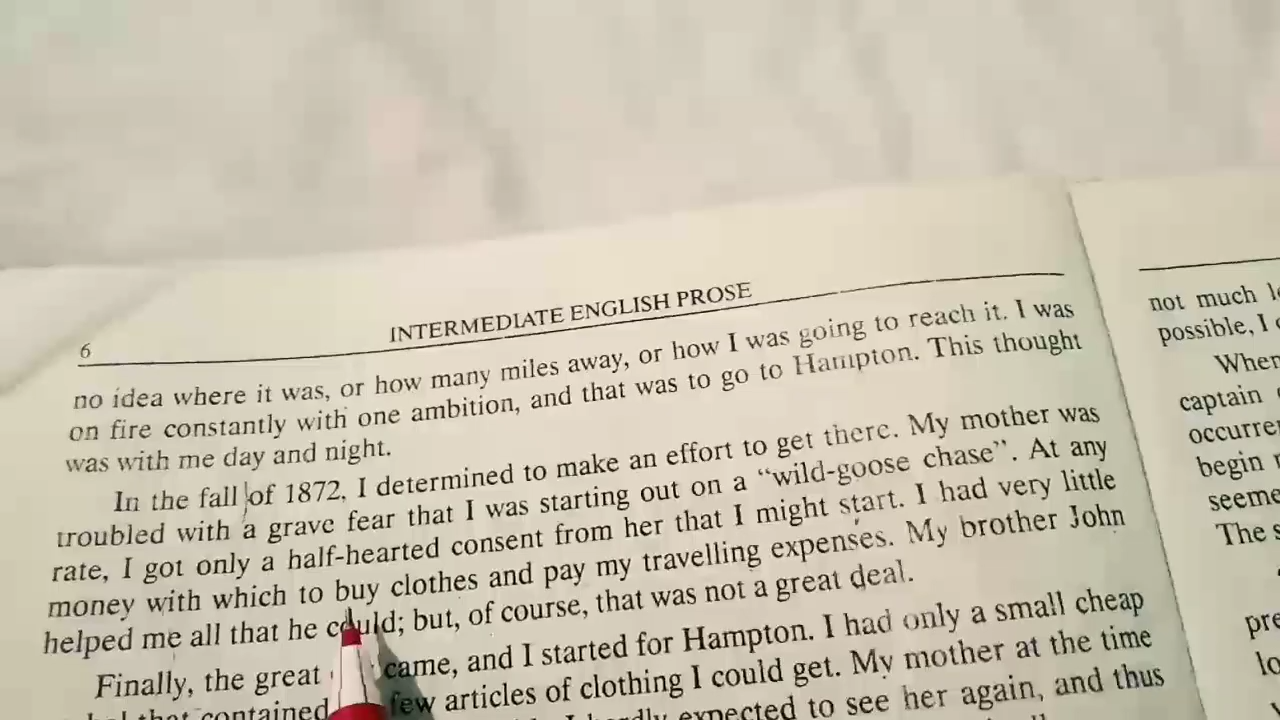 INTERMEDIATE ENGLISH PROSE
6
no idea where it was, or how many miles away, or how I was going to reach it. I was
on fire constantly with one ambition, and that was to go to Hampton. This thought
was with me day and night.
In the fall of 1872, I determined to make an effort to get there. My mother was
troubled with a grave fear that I was starting out on a “wild-goose chase”. At any
rate, I got only a half-hearted consent from her that I might start. I had very little
money with which to buy clothes and pay my travelling expenses. My brother John
helped me all that he could; but, of course, that was not a great deal.
Finally, the great came, and I started for Hampton. I had only a small cheap
that contained few articles of clothing I could get. My mother at the time
hardly expected to see her again, and thus
not much
possible, I
When
captain
occurred
begin
The